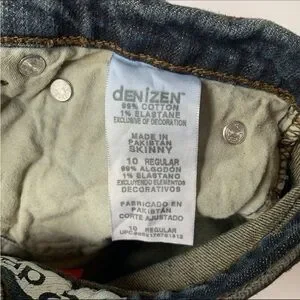 DENiZEN™
99% COTTON
1% ELASTANE
EXCLUSIVE OF DECORATION
MADE IN
PAKISTAN
SKINNY
10 REGULAR
99% ALGODÓN
1% ELASTANO
EXCLUYENDO ELEMENTOS
DECORATIVOS
FABRICADO EN
PAKISTAN
CORTE AJUSTADO
10 REGULAR